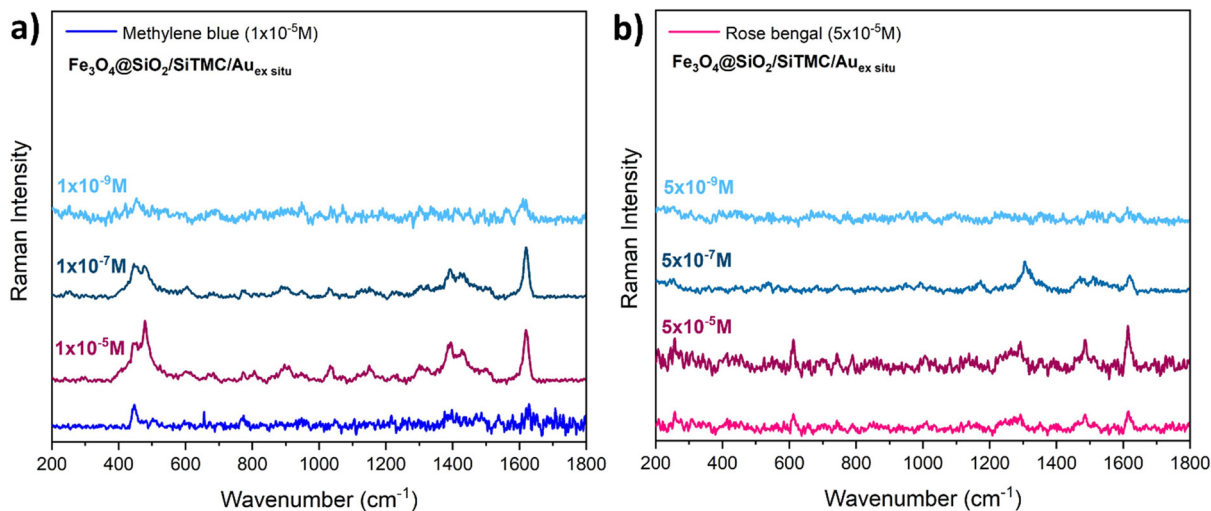 a)
Methylene blue (1x10⁻⁵M)
Fe₃O₄@SiO₂/SiTMC/Auₑₓ ₛᵢₜᵤ
Raman Intensity
1x10⁻⁹M
1x10⁻⁷M
1x10⁻⁵M
200 400 600 800 1000 1200 1400 1600 1800
Wavenumber (cm⁻¹)
b)
Rose bengal (5x10⁻⁵M)
Fe₃O₄@SiO₂/SiTMC/Auₑₓ ₛᵢₜᵤ
Raman Intensity
5x10⁻⁹M
5x10⁻⁷M
5x10⁻⁵M
200 400 600 800 1000 1200 1400 1600 1800
Wavenumber (cm⁻¹)